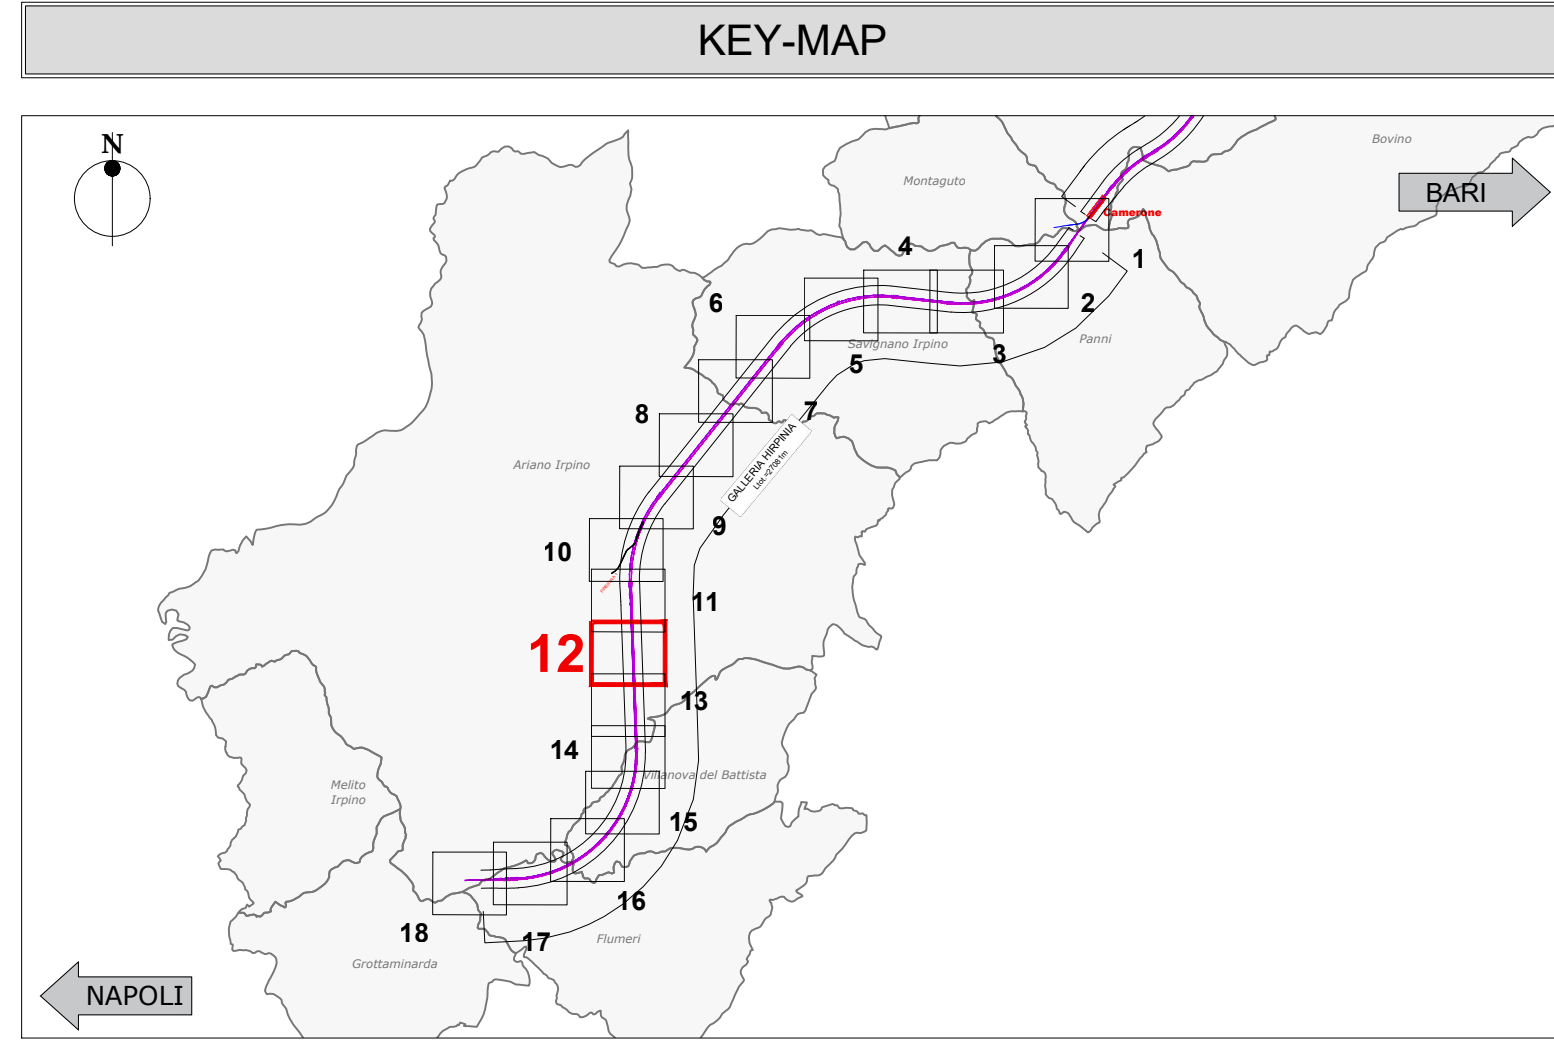 KEY-MAP
N
Bovino
Montaguto
BARI
Camerone
4
1
6
2
Savignano Irpino
Panni
3
5
7
8
GALLERIA HIRPINIA
Ltot.=27081m
Ariano Irpino
9
10
11
12
13
14
Villanova del Battista
Melito
Irpino
15
16
18
17
Flumeri
Grottaminarda
NAPOLI